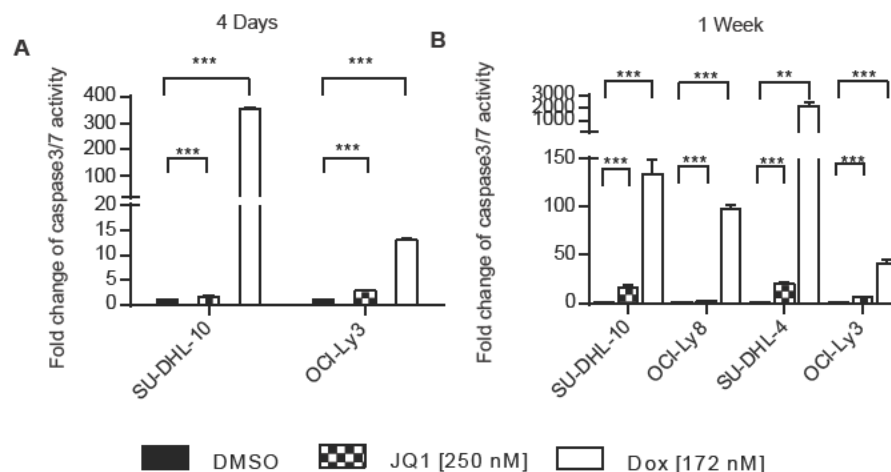 4 Days
A
Fold change of caspase3/7 activity
400
300
200
100
20
15
10
5
0
***
***
***
***
SU-DHL-10
OCI-Ly3
1 Week
B
Fold change of caspase3/7 activity
3000
2000
1000
150
100
50
0
***
***
**
***
***
***
***
***
SU-DHL-10
OCI-Ly8
SU-DHL-4
OCI-Ly3
DMSO
JQ1 [250 nM]
Dox [172 nM]